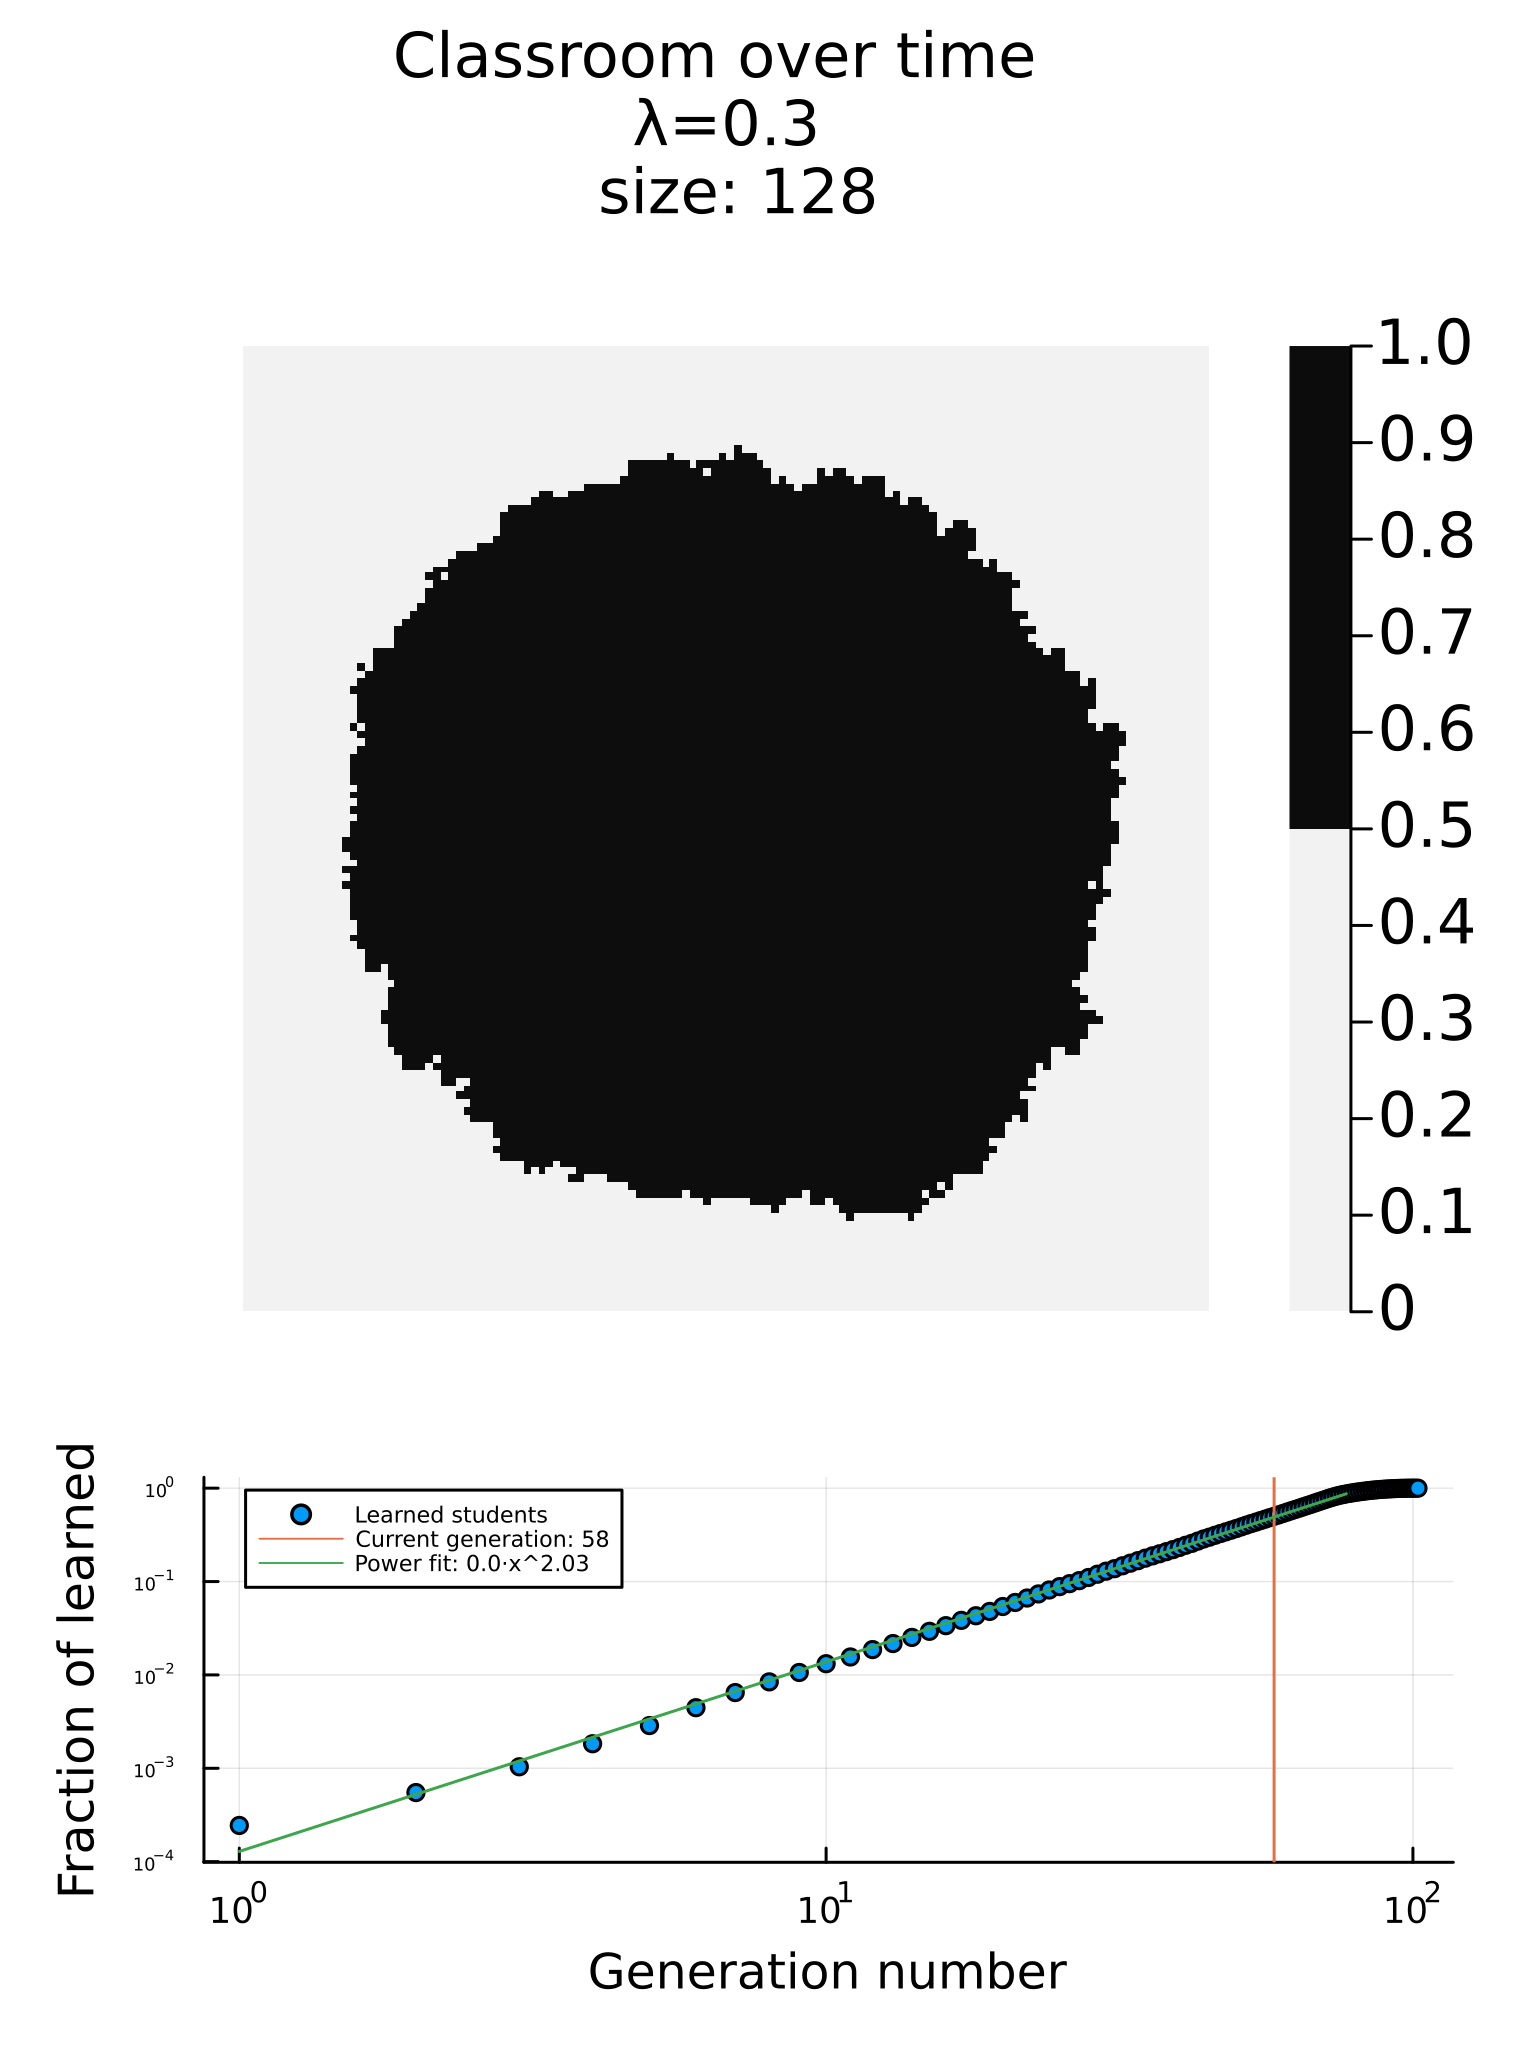 Classroom over time
λ=0.3
size: 128
1.0
0.9
0.8
0.7
0.6
0.5
0.4
0.3
0.2
0.1
0
Fraction of learned
10^0
10^-1
10^-2
10^-3
10^-4
Learned students
Current generation: 58
Power fit: 0.0·x^2.03
10^0 10^1 10^2
Generation number